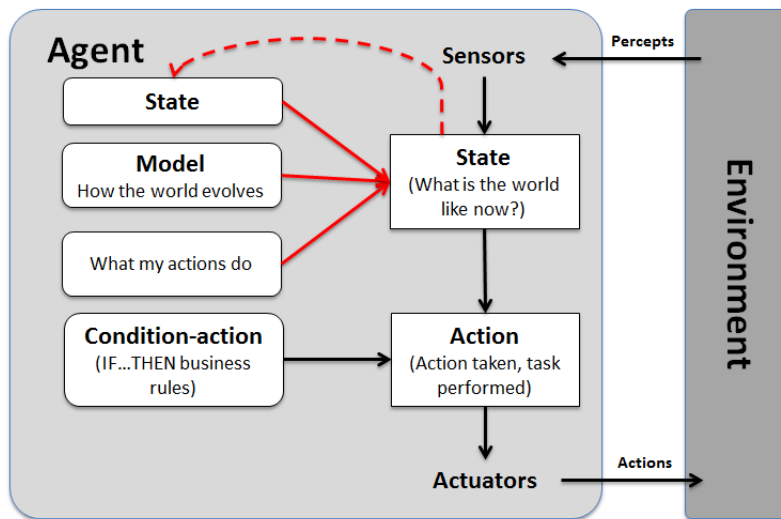 Agent
Sensors
Percepts
State
State
(What is the world
like now?)
Model
How the world evolves
What my actions do
Condition-action
(IF...THEN business
rules)
Action
(Action taken, task
performed)
Actuators
Actions
Environment